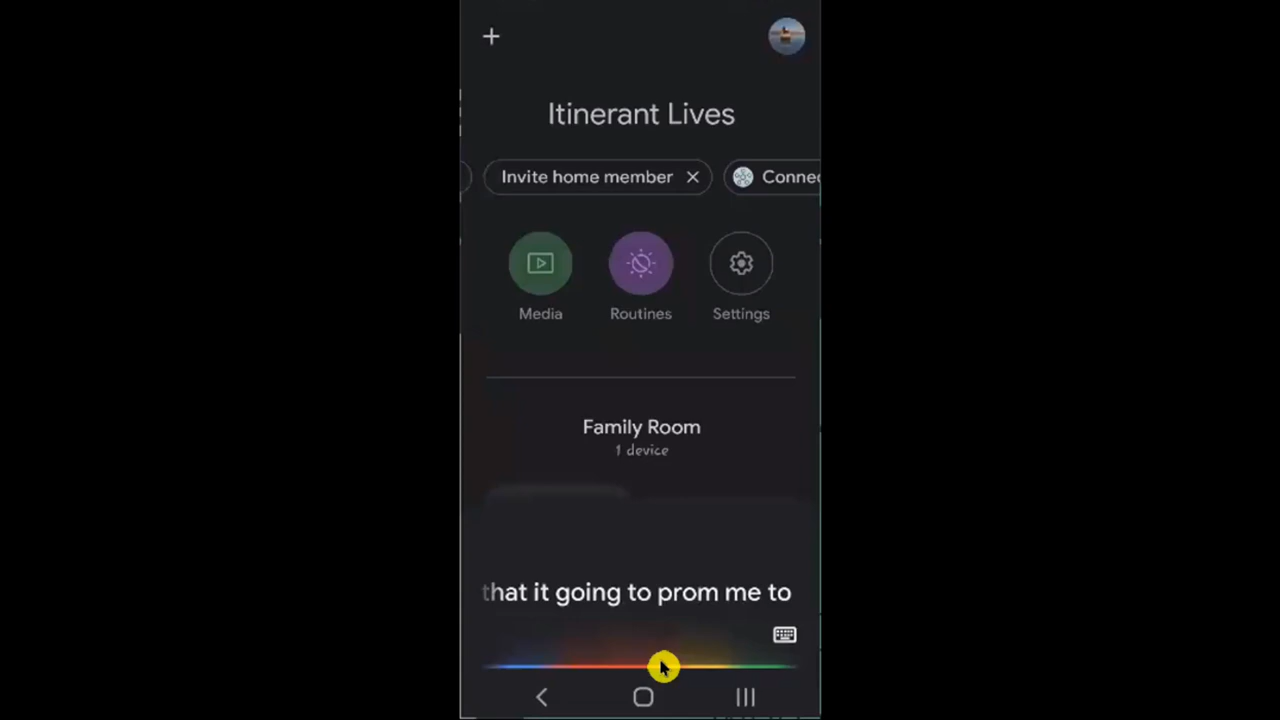 Itinerant Lives
Invite home member
Connec
Media Routines Settings
Family Room
1 device
that it going to prom me to